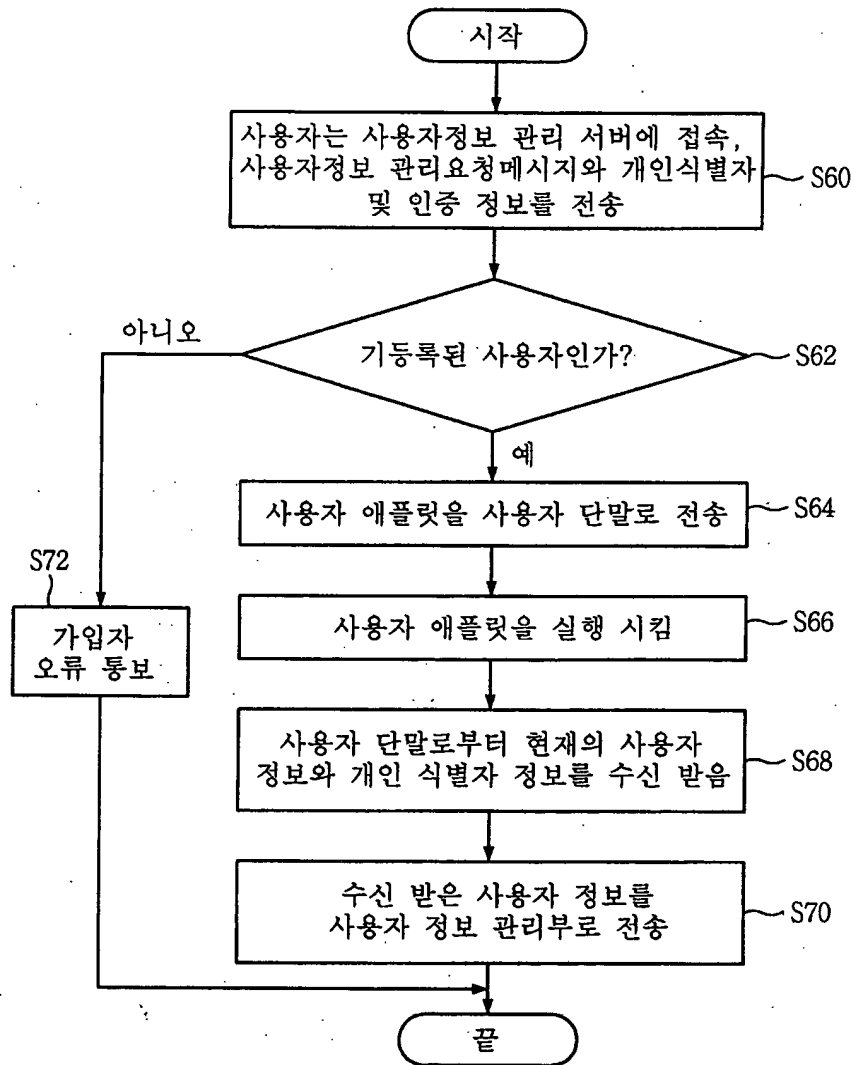 시작
사용자는 사용자정보 관리 서버에 접속,
사용자정보 관리요청메시지와 개인식별자
및 인증 정보를 전송
S60
아니오
기등록된 사용자인가?
S62
예
사용자 애플릿을 사용자 단말로 전송
S64
S72
가입자
오류 통보
사용자 애플릿을 실행 시킴
S66
사용자 단말로부터 현재의 사용자
정보와 개인 식별자 정보를 수신 받음
S68
수신 받은 사용자 정보를
사용자 정보 관리부로 전송
S70
끝